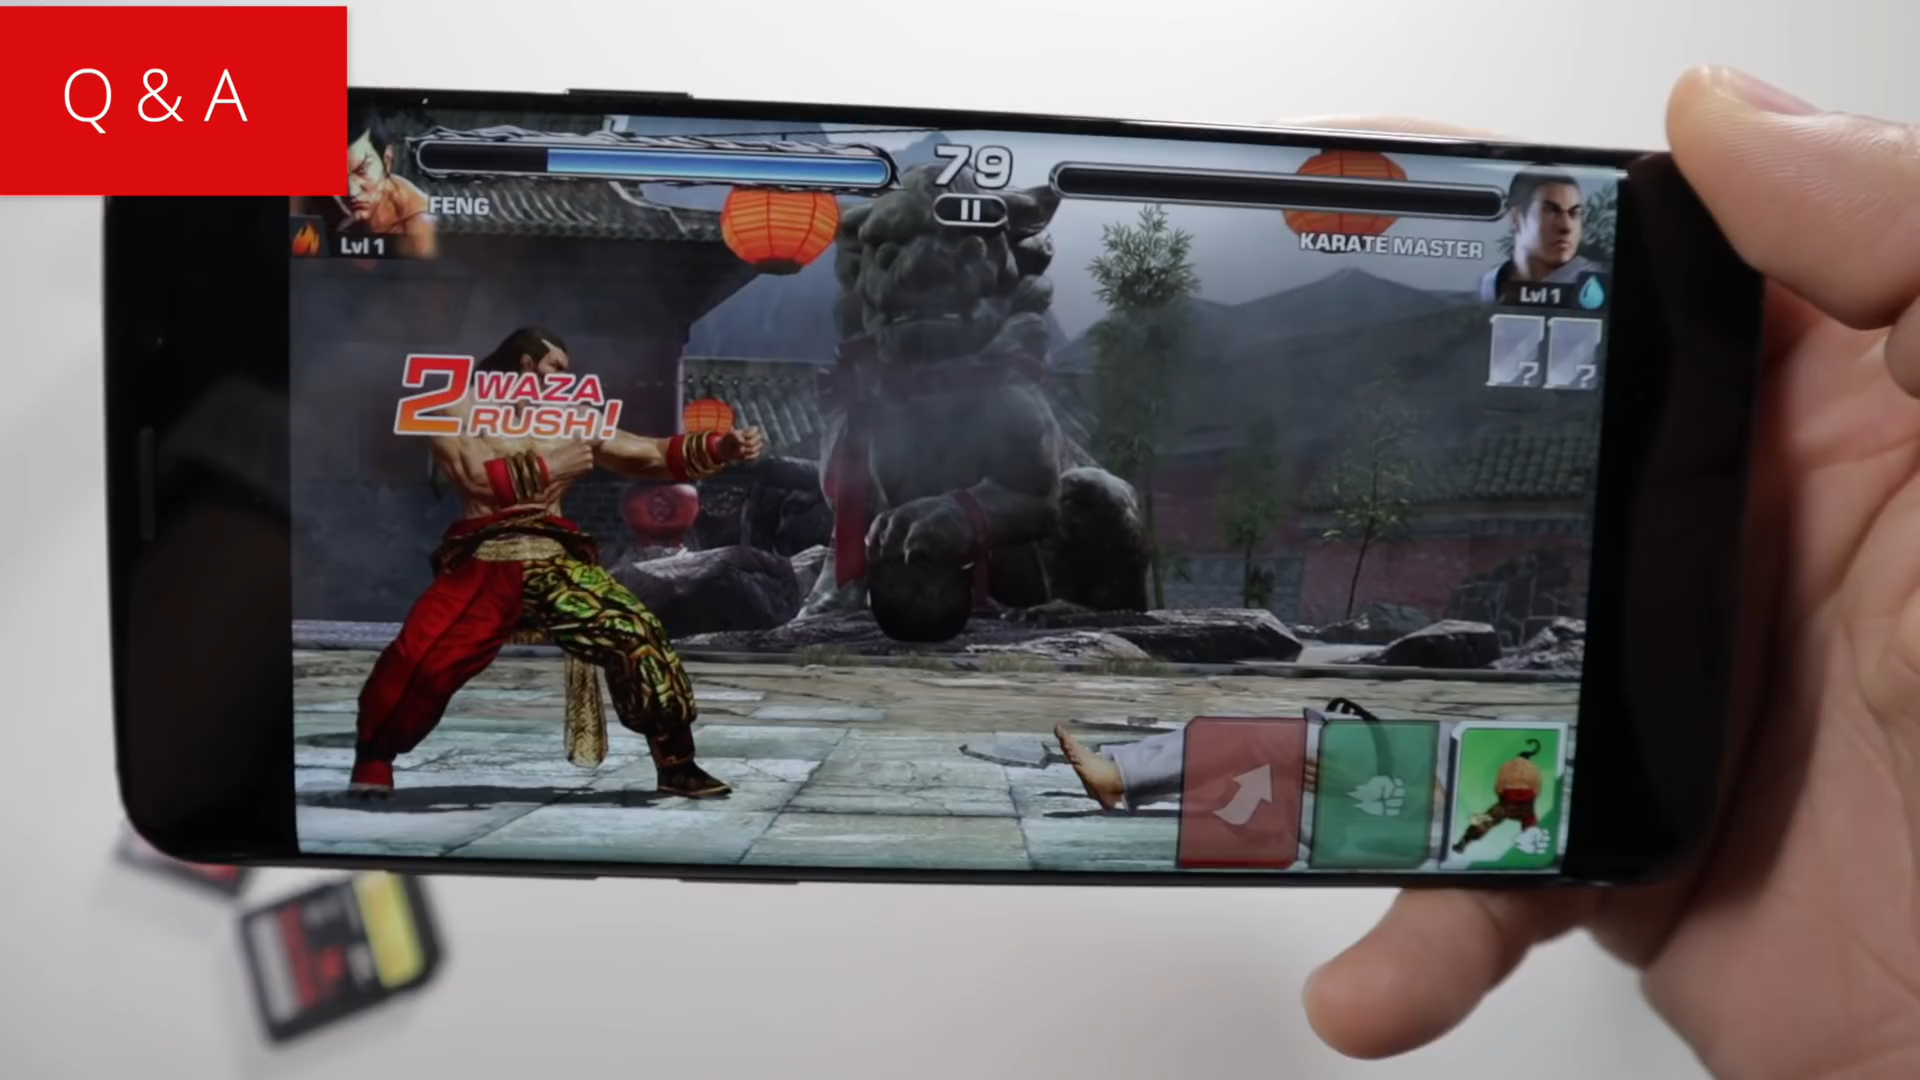 Q & A
79
FENG
Lvl 1
KARATE MASTER
Lvl 1
? ?
2 WAZA
RUSH!